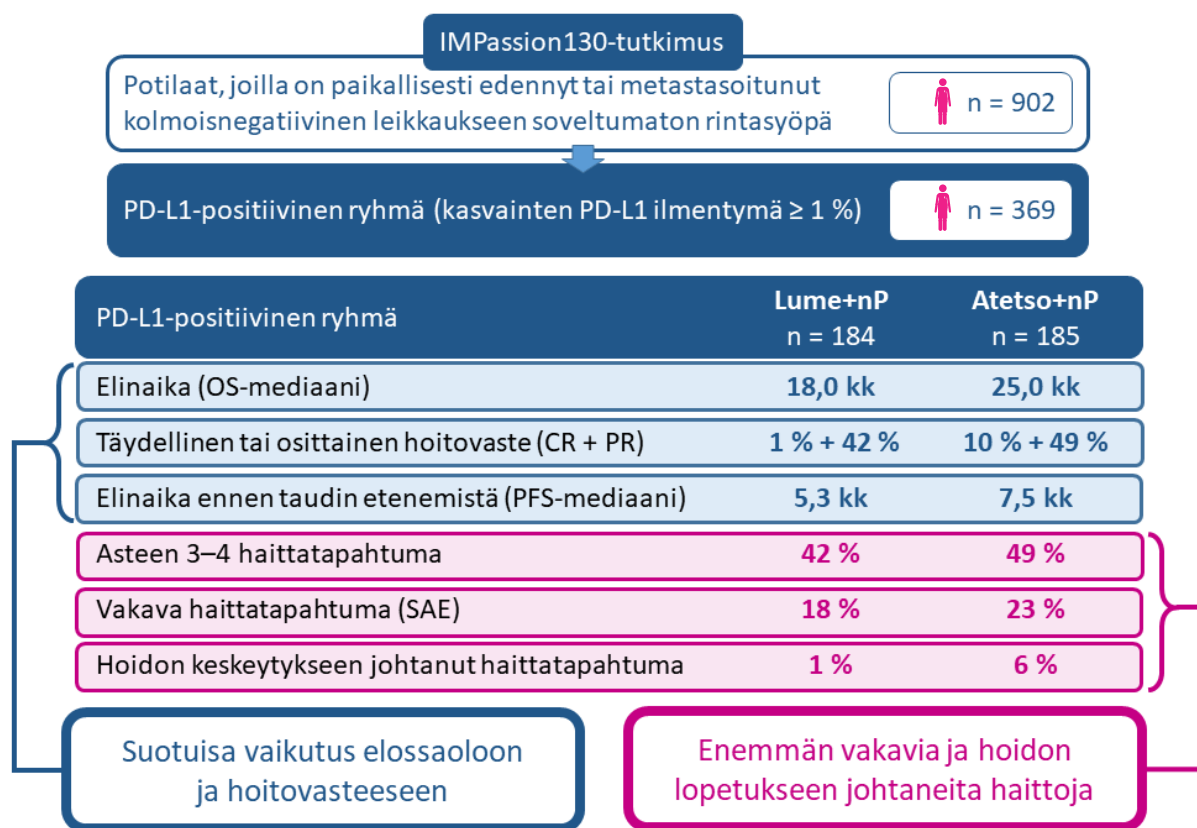 IMPassion130-tutkimus
Potilaat, joilla on paikallisesti edennyt tai metastasoitunut
kolmoisnegatiivinen leikkaukseen soveltumaton rintasyöpä
n = 902
PD-L1-positiivinen ryhmä (kasvainten PD-L1 ilmentymä ≥ 1 %)
n = 369
PD-L1-positiivinen ryhmä
Lume+nP
n = 184
Atetso+nP
n = 185
Elinaika (OS-mediaani) 18,0 kk 25,0 kk
Täydellinen tai osittainen hoitovaste (CR + PR) 1 % + 42 % 10 % + 49 %
Elinaika ennen taudin etenemistä (PFS-mediaani) 5,3 kk 7,5 kk
Asteen 3–4 haittatapahtuma 42 % 49 %
Vakava haittatapahtuma (SAE) 18 % 23 %
Hoidon keskeytykseen johtanut haittatapahtuma 1 % 6 %
Suotuisa vaikutus elossaoloon
ja hoitovasteeseen
Enemmän vakavia ja hoidon
lopetukseen johtaneita haittoja